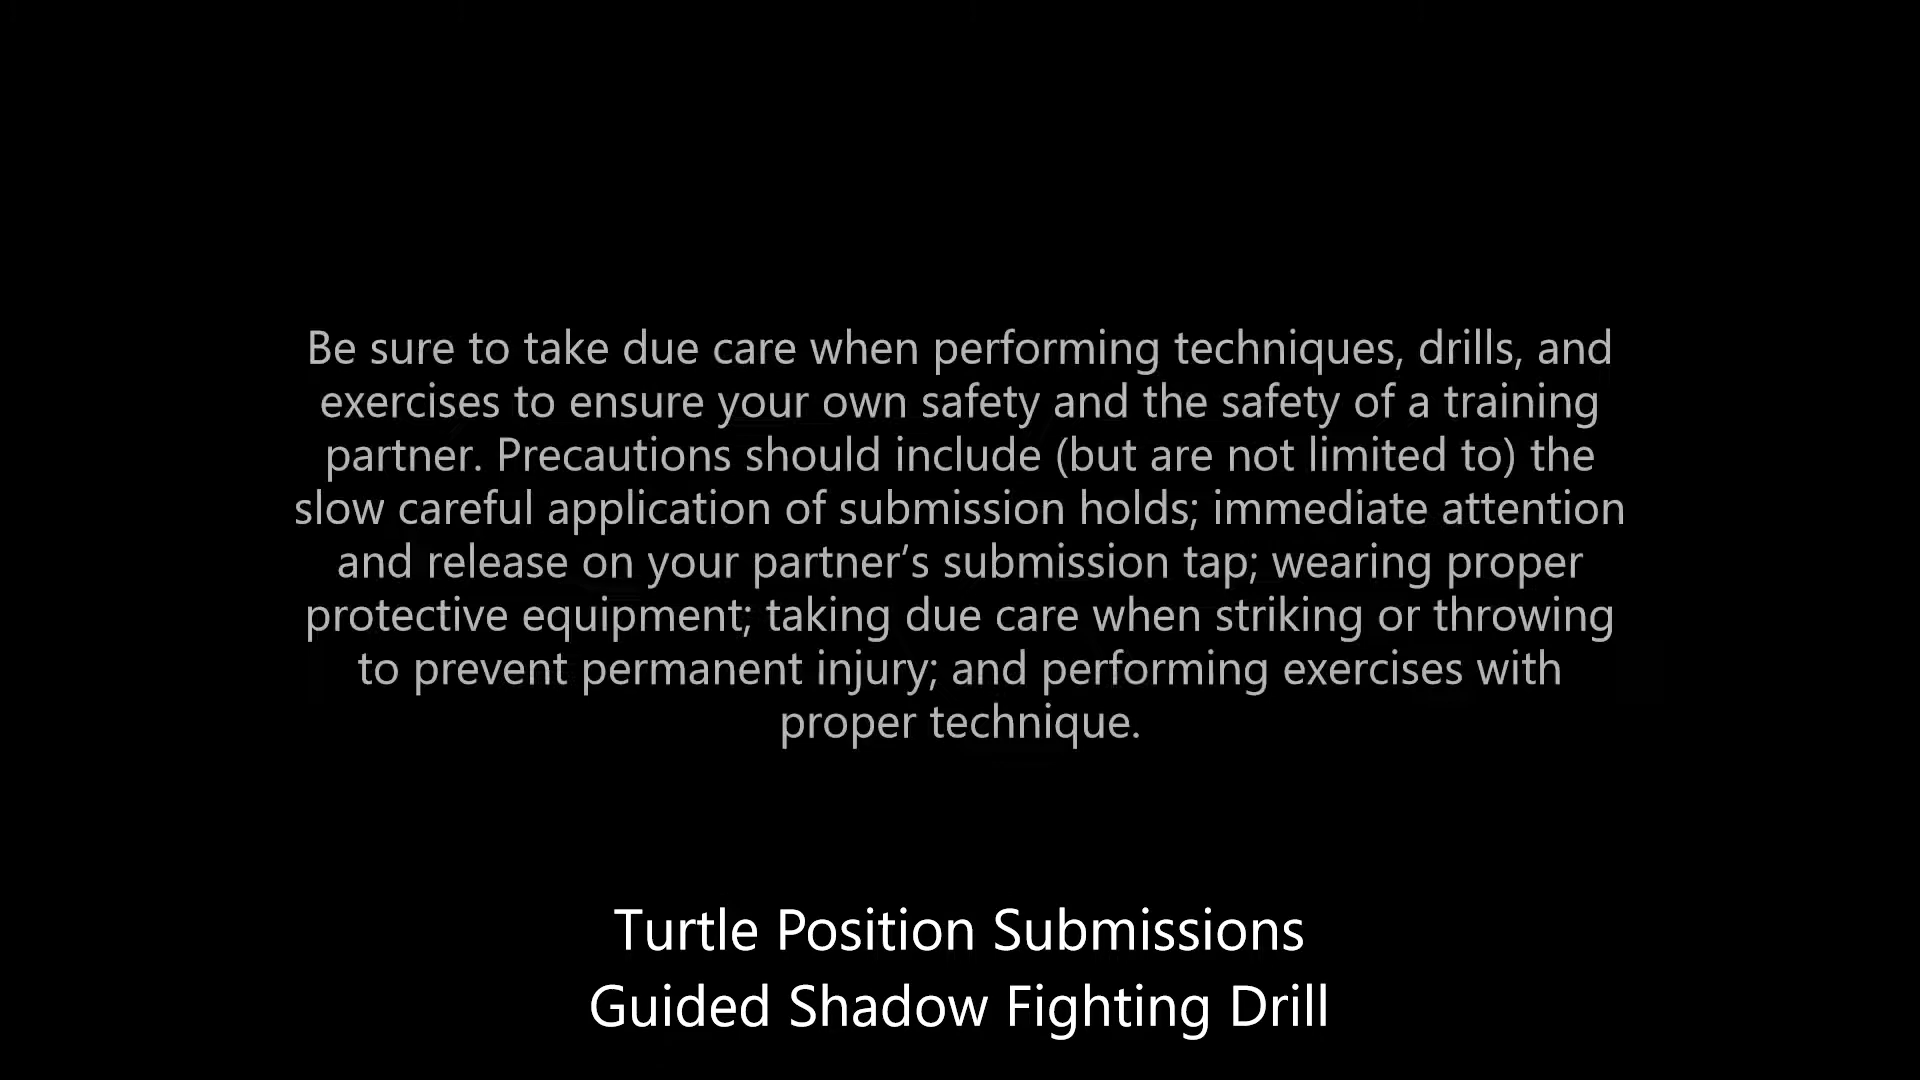 Be sure to take due care when performing techniques, drills, and
exercises to ensure your own safety and the safety of a training
partner. Precautions should include (but are not limited to) the
slow careful application of submission holds; immediate attention
and release on your partner’s submission tap; wearing proper
protective equipment; taking due care when striking or throwing
to prevent permanent injury; and performing exercises with
proper technique.
Turtle Position Submissions
Guided Shadow Fighting Drill